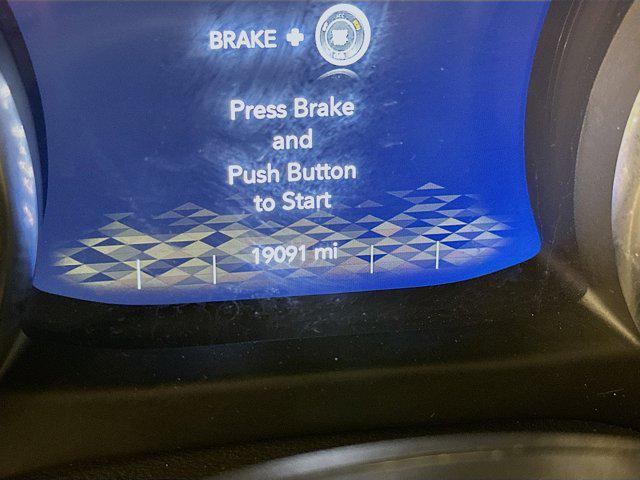 BRAKE +
Press Brake
and
Push Button
to Start
19091 mi